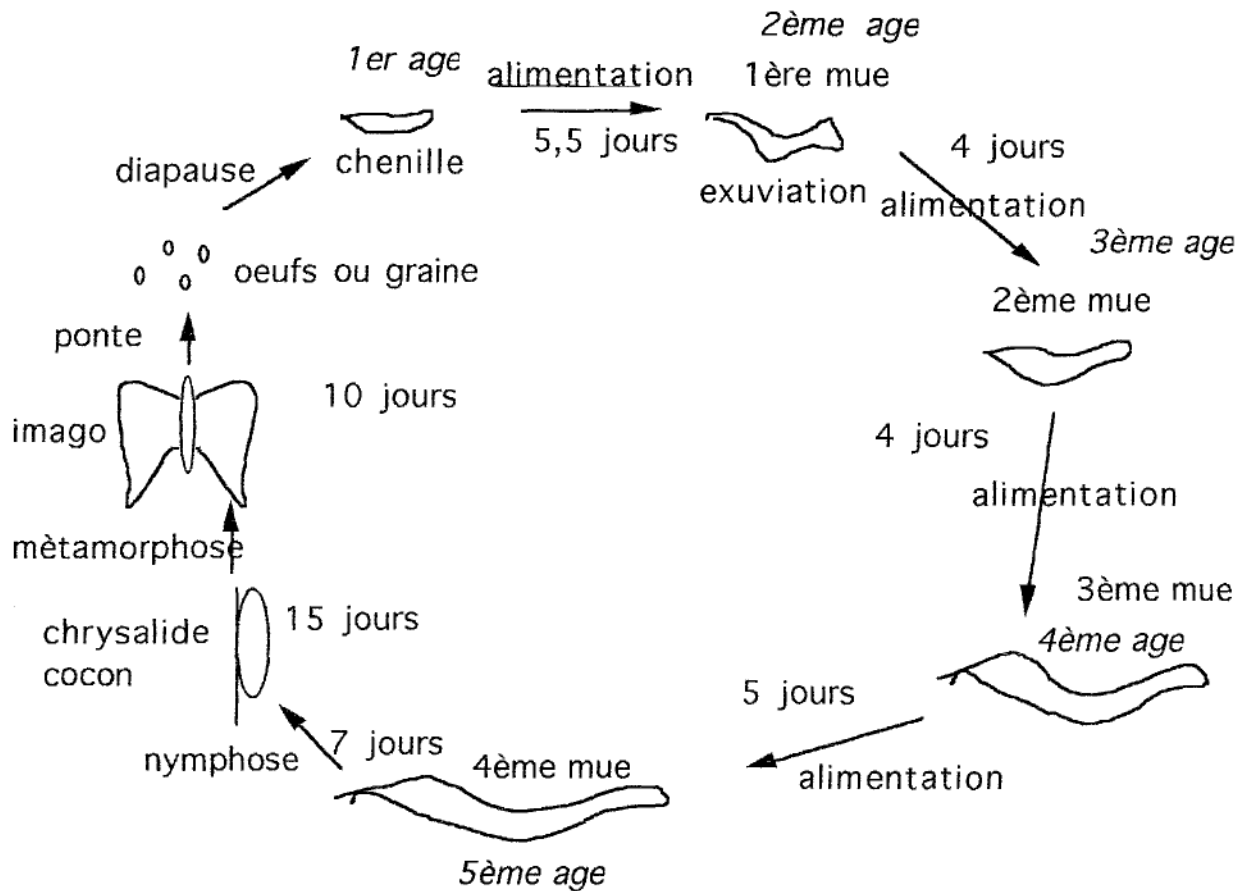 1er age
alimentation
5,5 jours
chenille
diapause
2ème age
1ère mue
exuviation
4 jours
alimentation
3ème age
2ème mue
4 jours
alimentation
3ème mue
4ème age
5 jours
alimentation
4ème mue
5ème age
7 jours
nymphose
15 jours
chrysalide
cocon
mètamorphose
imago
10 jours
ponte
oeufs ou graine